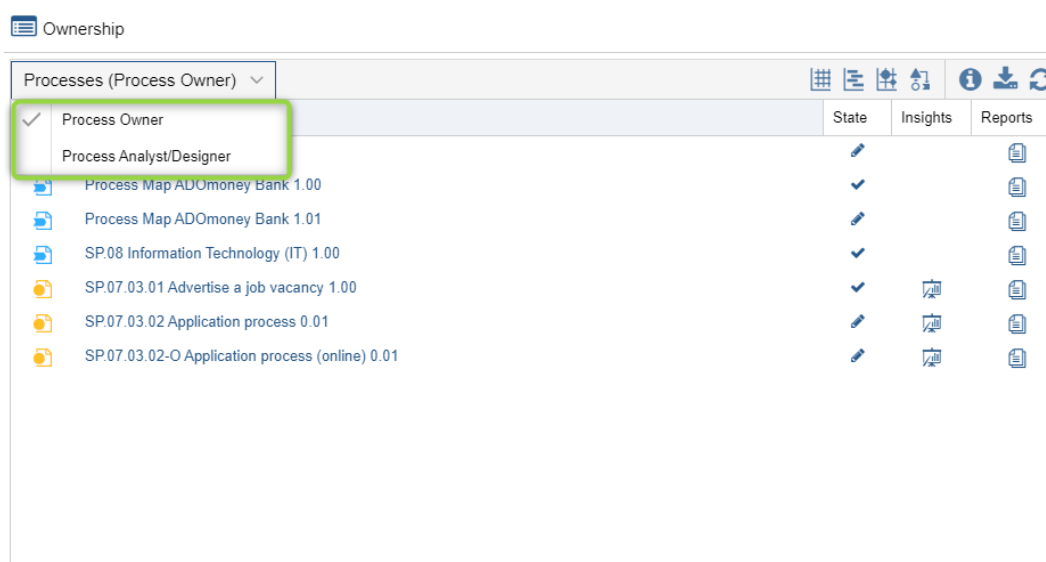 Ownership
Processes (Process Owner)
Process Owner
Process Analyst/Designer
State Insights Reports
Process Map ADOmoney Bank 1.00
Process Map ADOmoney Bank 1.01
SP.08 Information Technology (IT) 1.00
SP.07.03.01 Advertise a job vacancy 1.00
SP.07.03.02 Application process 0.01
SP.07.03.02-O Application process (online) 0.01